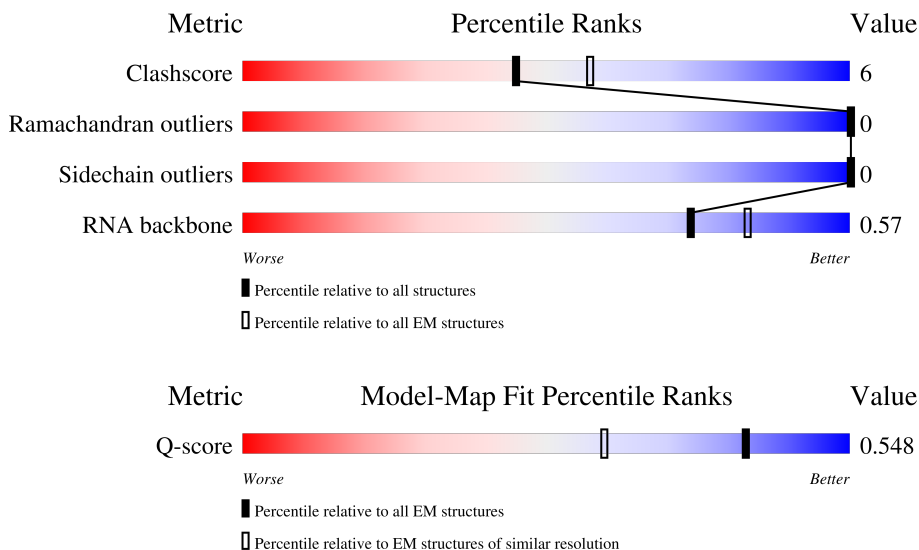 Metric Percentile Ranks Value
Clashscore 6
Ramachandran outliers 0
Sidechain outliers 0
RNA backbone 0.57
Worse Better
Percentile relative to all structures
Percentile relative to all EM structures
Metric Model-Map Fit Percentile Ranks Value
Q-score 0.548
Worse Better
Percentile relative to all EM structures
Percentile relative to EM structures of similar resolution